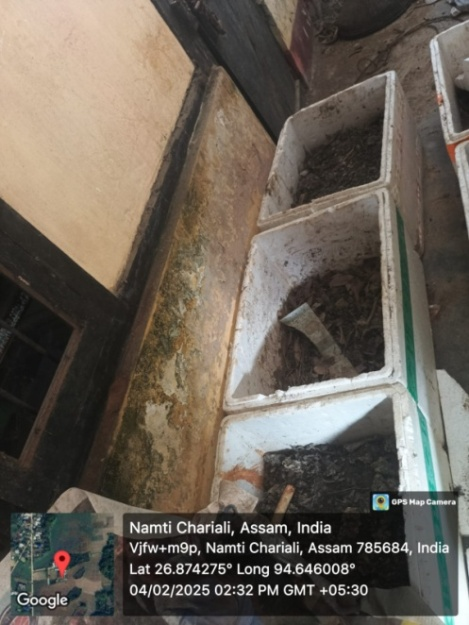 GPS Map Camera
Namti Chariali, Assam, India
Vjfw+m9p, Namti Chariali, Assam 785684, India
Lat 26.874275° Long 94.646008°
04/02/2025 02:32 PM GMT +05:30
Google